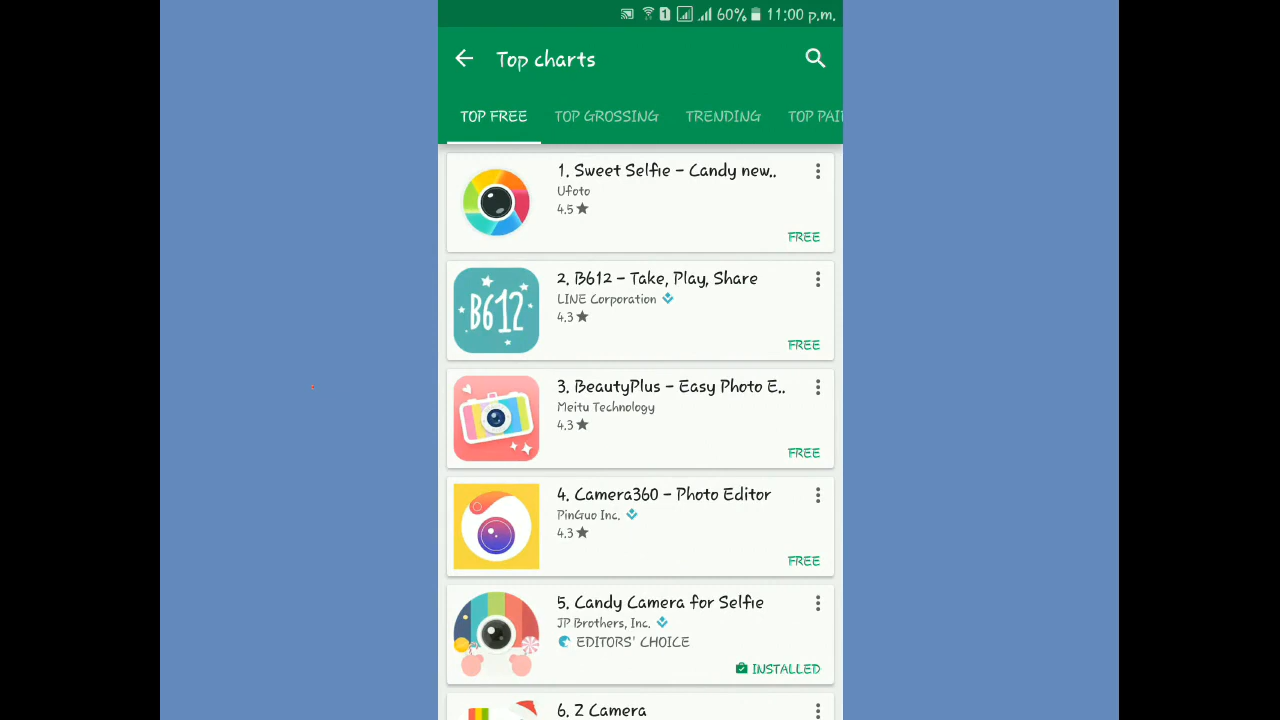 1 60% 11:00 p.m.
Top charts
TOP FREE TOP GROSSING TRENDING TOP PAI
1. Sweet Selfie - Candy new..
Ufoto
4.5
FREE
B612
2. B612 - Take, Play, Share
LINE Corporation
4.3
FREE
3. BeautyPlus - Easy Photo E..
Meitu Technology
4.3
FREE
4. Camera360 - Photo Editor
PinGuo Inc.
4.3
FREE
5. Candy Camera for Selfie
JP Brothers, Inc.
EDITORS' CHOICE
INSTALLED
6. Z Camera